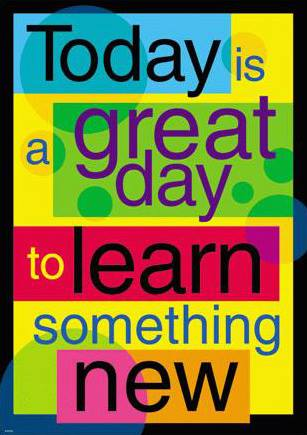 Today is
a great
day
to learn
something
new